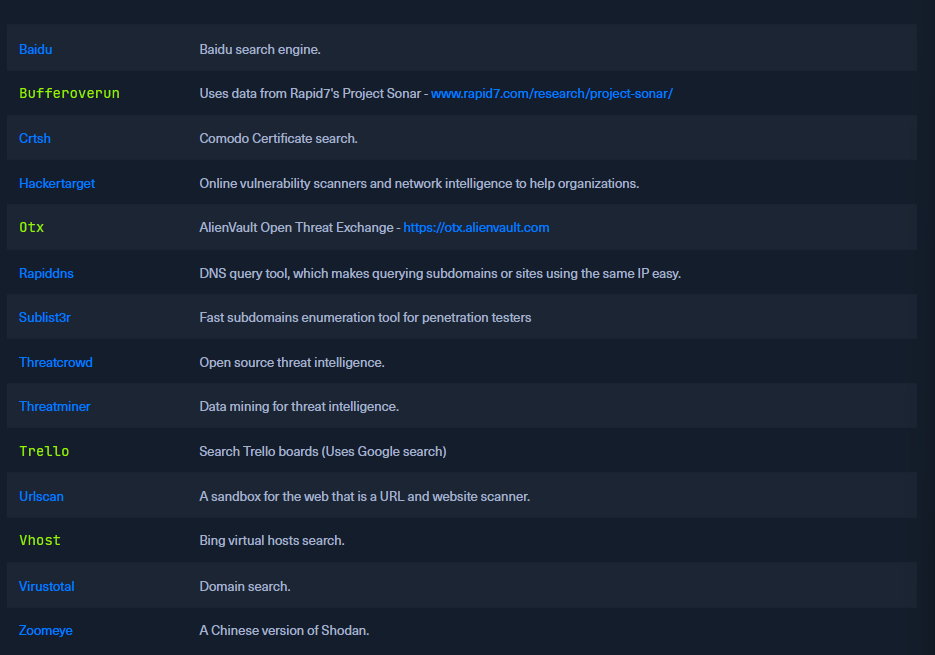 Baidu Baidu search engine.
Bufferoverun Uses data from Rapid7's Project Sonar - www.rapid7.com/research/project-sonar/
Crtsh Comodo Certificate search.
Hackertarget Online vulnerability scanners and network intelligence to help organizations.
Otx AlienVault Open Threat Exchange - https://otx.alienvault.com
Rapiddns DNS query tool, which makes querying subdomains or sites using the same IP easy.
Sublist3r Fast subdomains enumeration tool for penetration testers
Threatcrowd Open source threat intelligence.
Threatminer Data mining for threat intelligence.
Trello Search Trello boards (Uses Google search)
Urlscan A sandbox for the web that is a URL and website scanner.
Vhost Bing virtual hosts search.
Virustotal Domain search.
Zoomeye A Chinese version of Shodan.